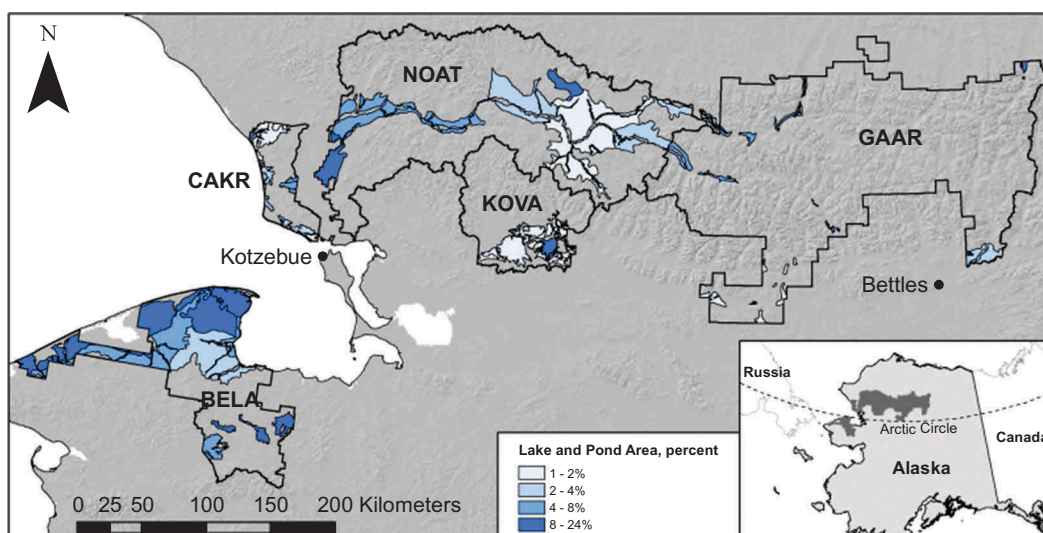 N
NOAT
GAAR
CAKR
KOVA
Kotzebue
Bettles
BELA
0 25 50 100 150 200 Kilometers
Lake and Pond Area, percent
1 - 2%
2 - 4%
4 - 8%
8 - 24%
Russia
Arctic Circle
Canada
Alaska